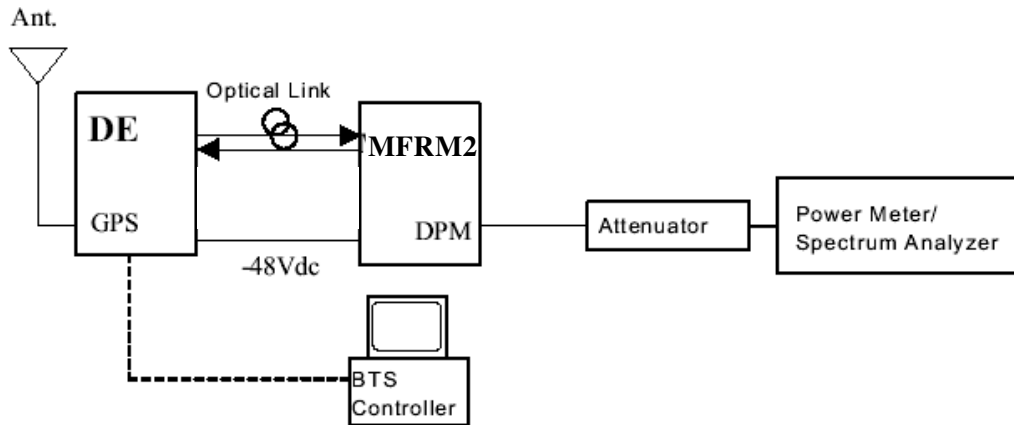 Ant.
Optical Link
DE
MFRM2
GPS
DPM
-48Vdc
Attenuator
Power Meter/
Spectrum Analyzer
BTS
Controller